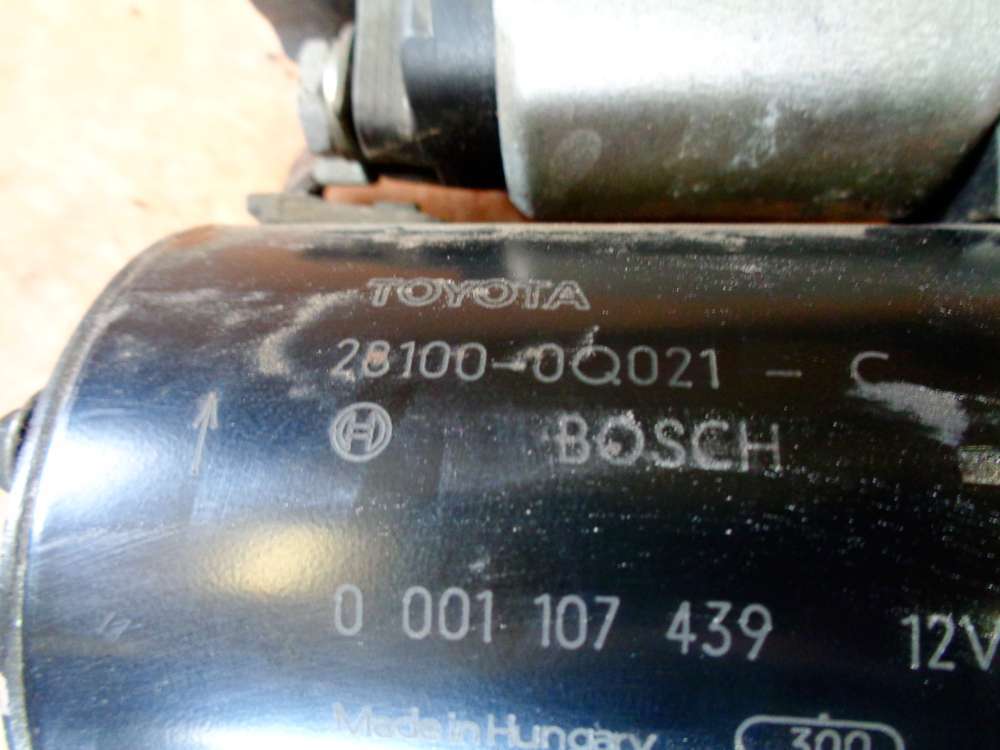 TOYOTA
28100-0Q021 - C
BOSCH
0 001 107 439 12V
Made in Hungary 300